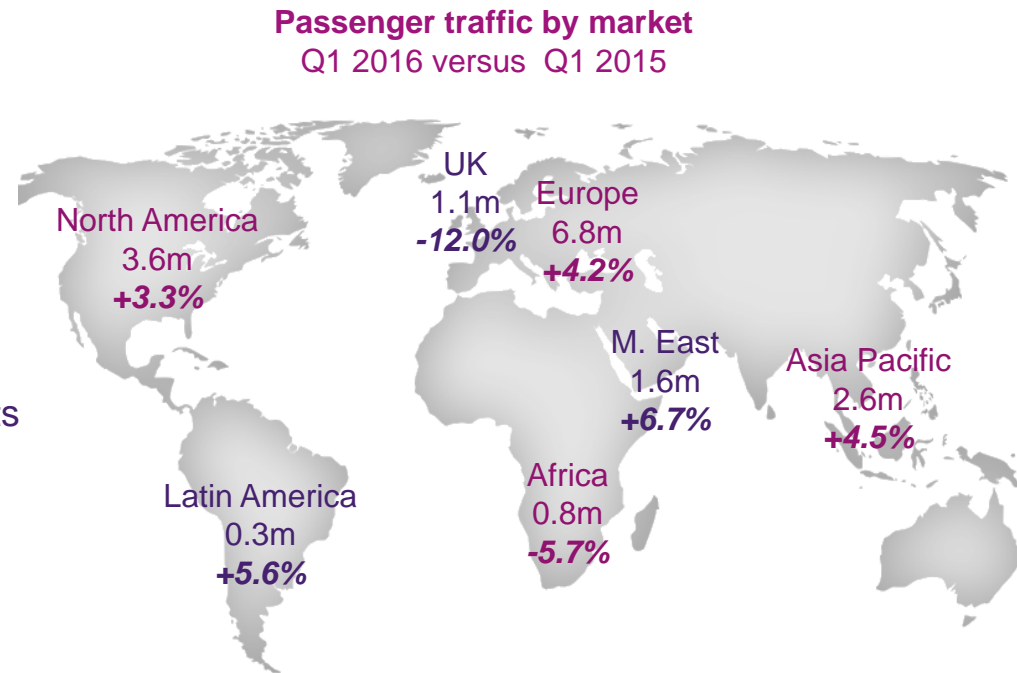 Passenger traffic by market
Q1 2016 versus Q1 2015
UK
1.1m
-12.0%
Europe
6.8m
+4.2%
North America
3.6m
+3.3%
M. East
1.6m
+6.7%
Asia Pacific
2.6m
+4.5%
ts
Latin America
0.3m
+5.6%
Africa
0.8m
-5.7%